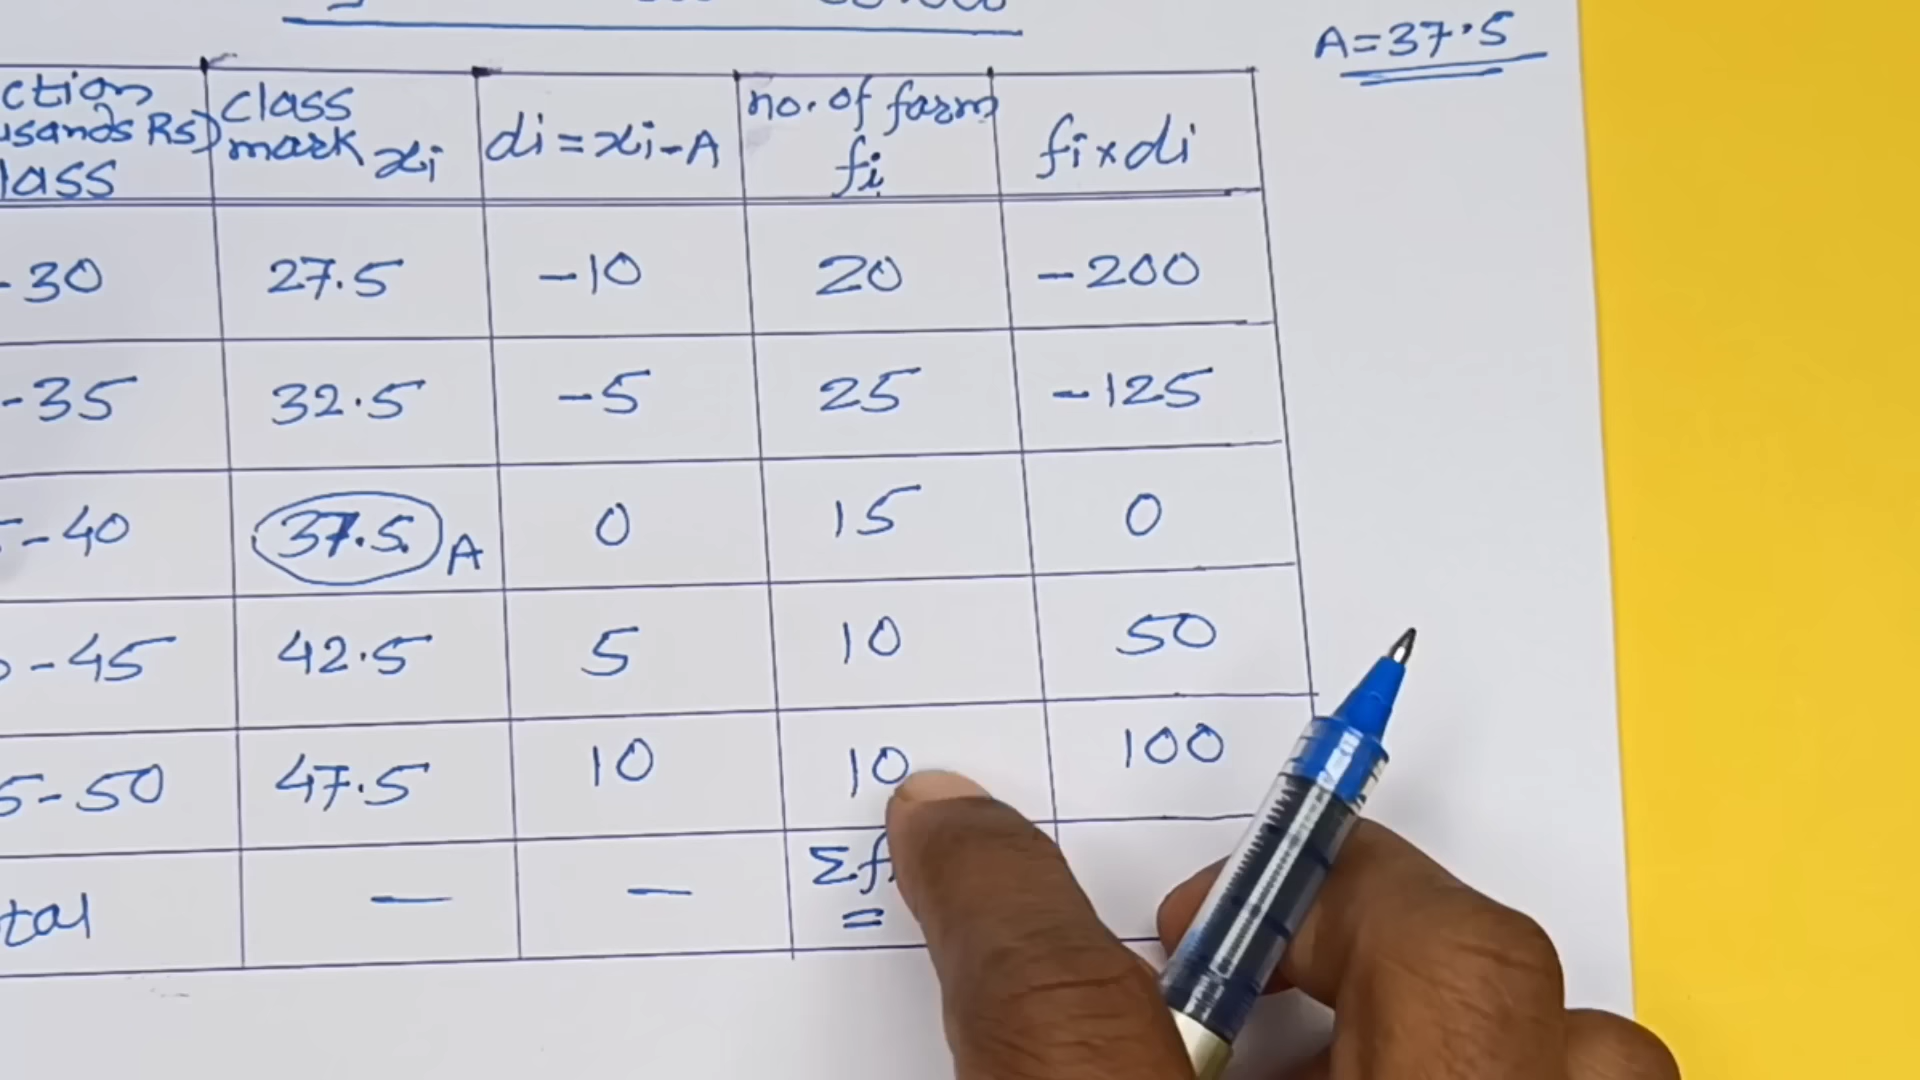 A=37.5
class
mark xi
di=xi-A
no. of farm
fi
fi×di
-30 27.5 -10 20 -200
-35 32.5 -5 25 -125
-40 37.5 A 0 15 0
-45 42.5 5 10 50
5-50 47.5 10 10 100
— — Σf
=